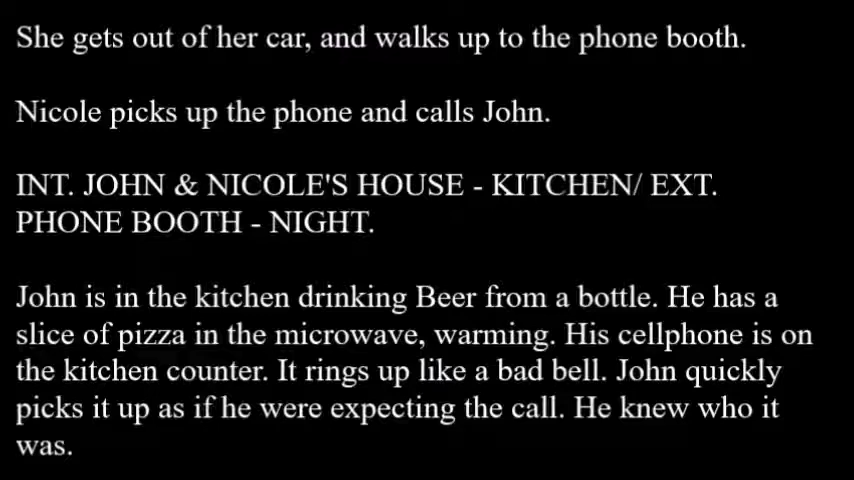 She gets out of her car, and walks up to the phone booth.
Nicole picks up the phone and calls John.
INT. JOHN & NICOLE'S HOUSE - KITCHEN/ EXT.
PHONE BOOTH - NIGHT.
John is in the kitchen drinking Beer from a bottle. He has a
slice of pizza in the microwave, warming. His cellphone is on
the kitchen counter. It rings up like a bad bell. John quickly
picks it up as if he were expecting the call. He knew who it
was.